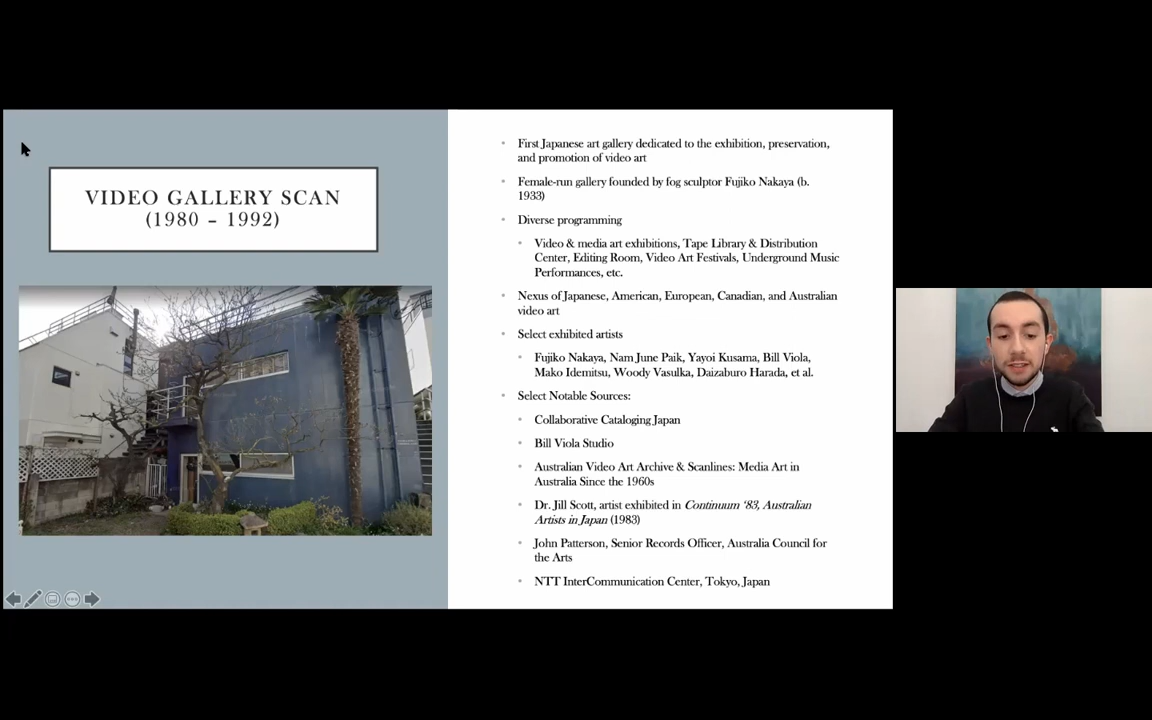 VIDEO GALLERY SCAN
(1980 – 1992)
First Japanese art gallery dedicated to the exhibition, preservation,
and promotion of video art
Female-run gallery founded by fog sculptor Fujiko Nakaya (b.
1933)
Diverse programming
Video & media art exhibitions, Tape Library & Distribution
Center, Editing Room, Video Art Festivals, Underground Music
Performances, etc.
Nexus of Japanese, American, European, Canadian, and Australian
video art
Select exhibited artists
Fujiko Nakaya, Nam June Paik, Yayoi Kusama, Bill Viola,
Mako Idemitsu, Woody Vasulka, Daizaburo Harada, et al.
Select Notable Sources:
Collaborative Cataloging Japan
Bill Viola Studio
Australian Video Art Archive & Scanlines: Media Art in
Australia Since the 1960s
Dr. Jill Scott, artist exhibited in Continuum ‘83, Australian
Artists in Japan (1983)
John Patterson, Senior Records Officer, Australia Council for
the Arts
NTT InterCommunication Center, Tokyo, Japan